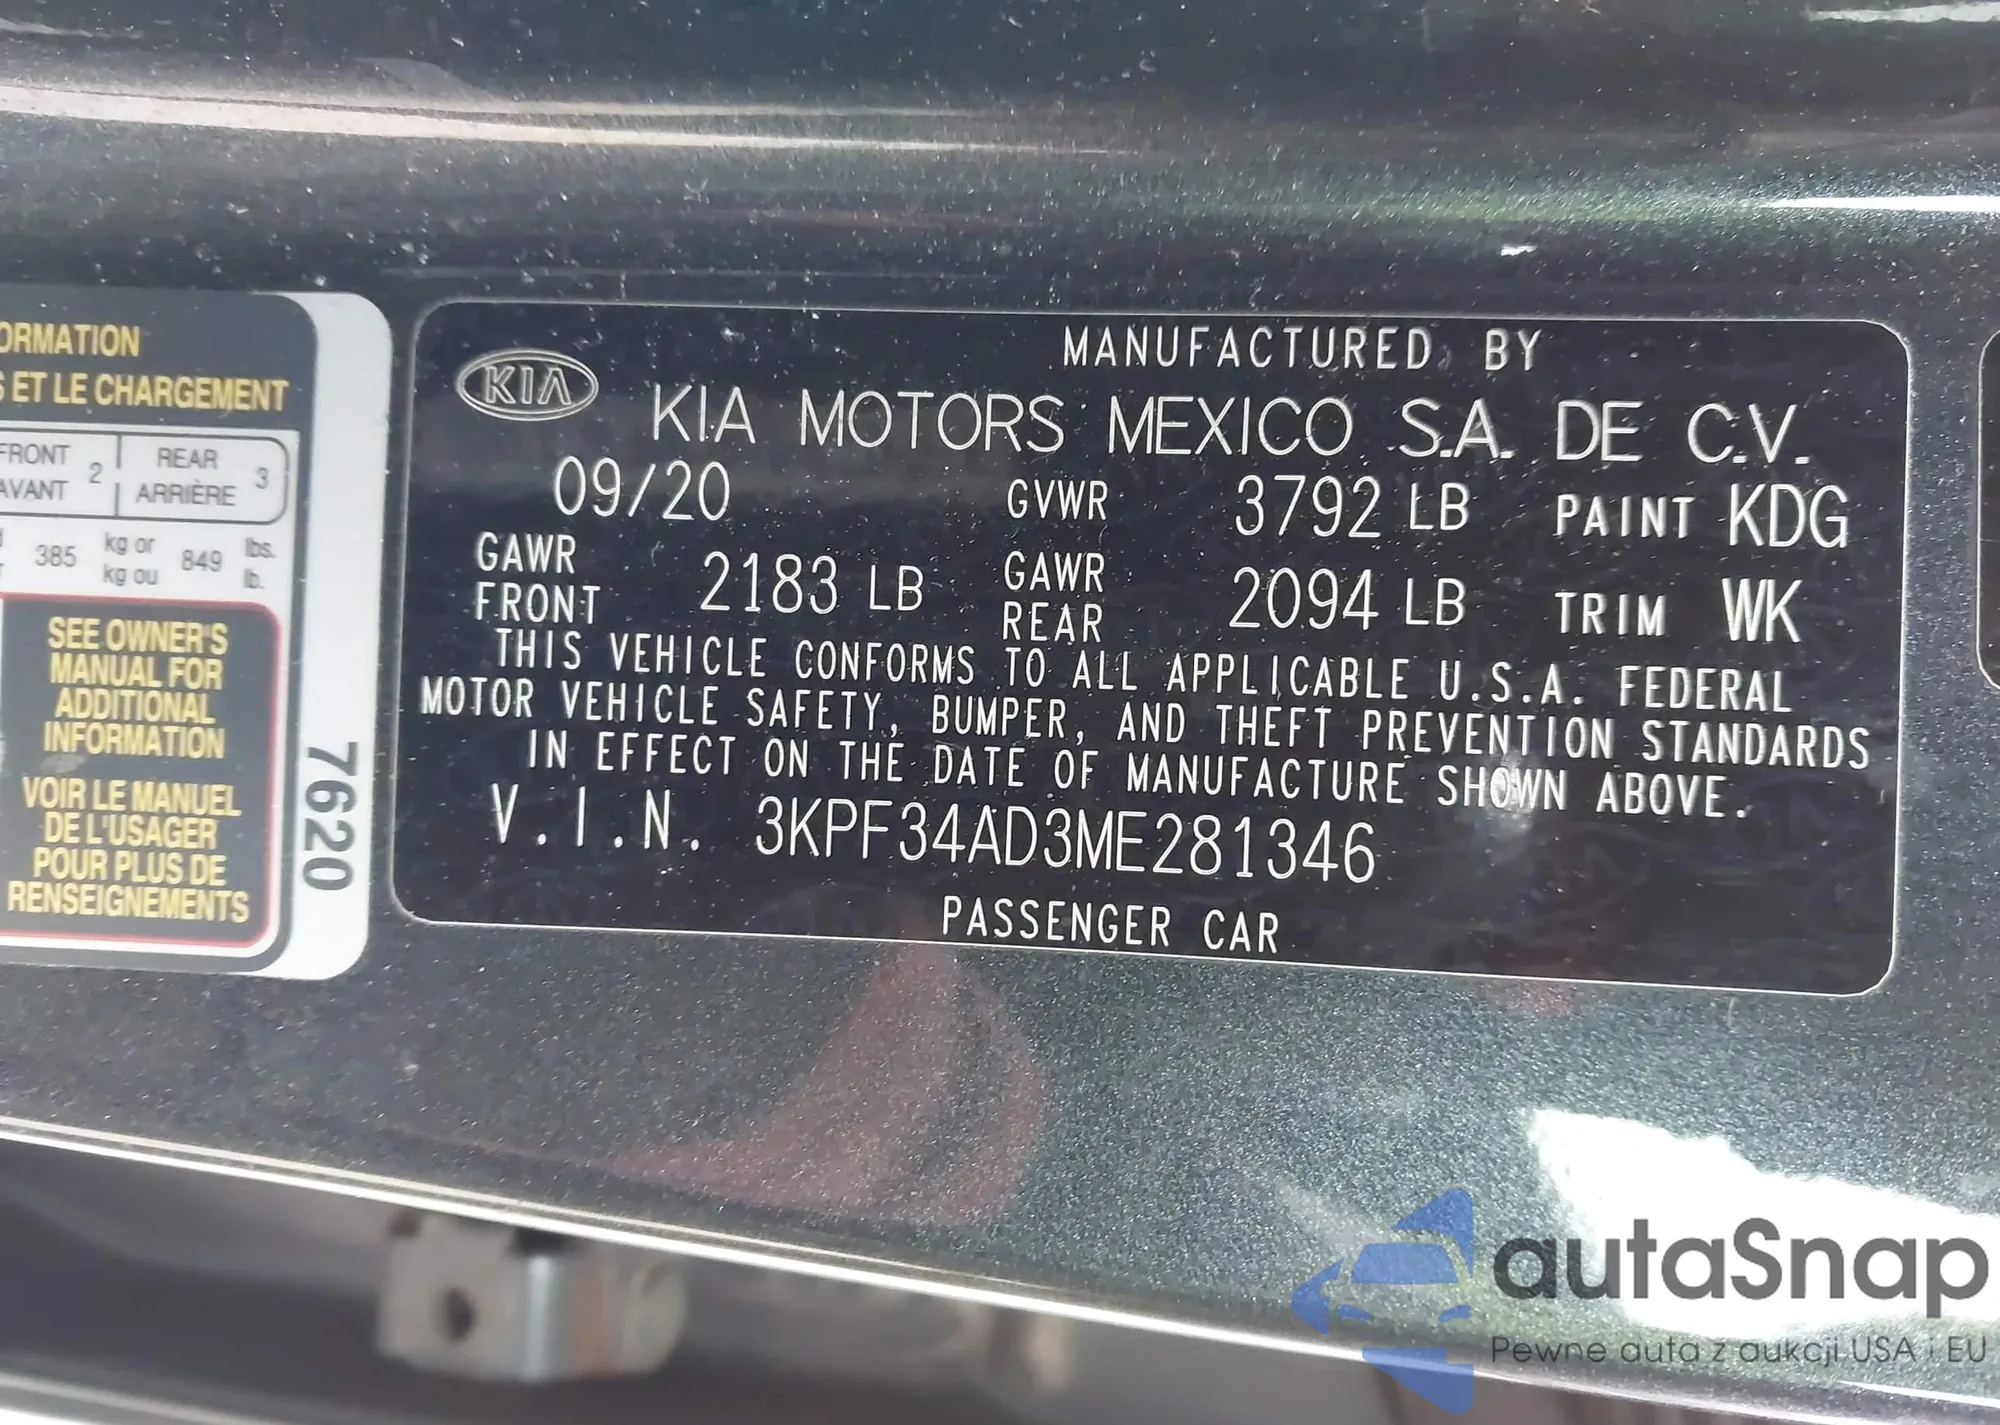 ORMATION
S ET LE CHARGEMENT
FRONT 2 REAR 3
AVANT ARRIÈRE
385 kg or 849 lbs.
kg ou lb.
SEE OWNER'S
MANUAL FOR
ADDITIONAL
INFORMATION
VOIR LE MANUEL
DE L'USAGER
POUR PLUS DE
RENSEIGNEMENTS
7620
MANUFACTURED BY
KIA KIA MOTORS MEXICO S.A. DE C.V.
09/20 GVWR 3792 LB PAINT KDG
GAWR FRONT 2183 LB GAWR REAR 2094 LB TRIM WK
THIS VEHICLE CONFORMS TO ALL APPLICABLE U.S.A. FEDERAL
MOTOR VEHICLE SAFETY, BUMPER, AND THEFT PREVENTION STANDARDS
IN EFFECT ON THE DATE OF MANUFACTURE SHOWN ABOVE.
V.I.N. 3KPF34AD3ME281346
PASSENGER CAR
autaSnap
Pewne auta z aukcji USA i EU